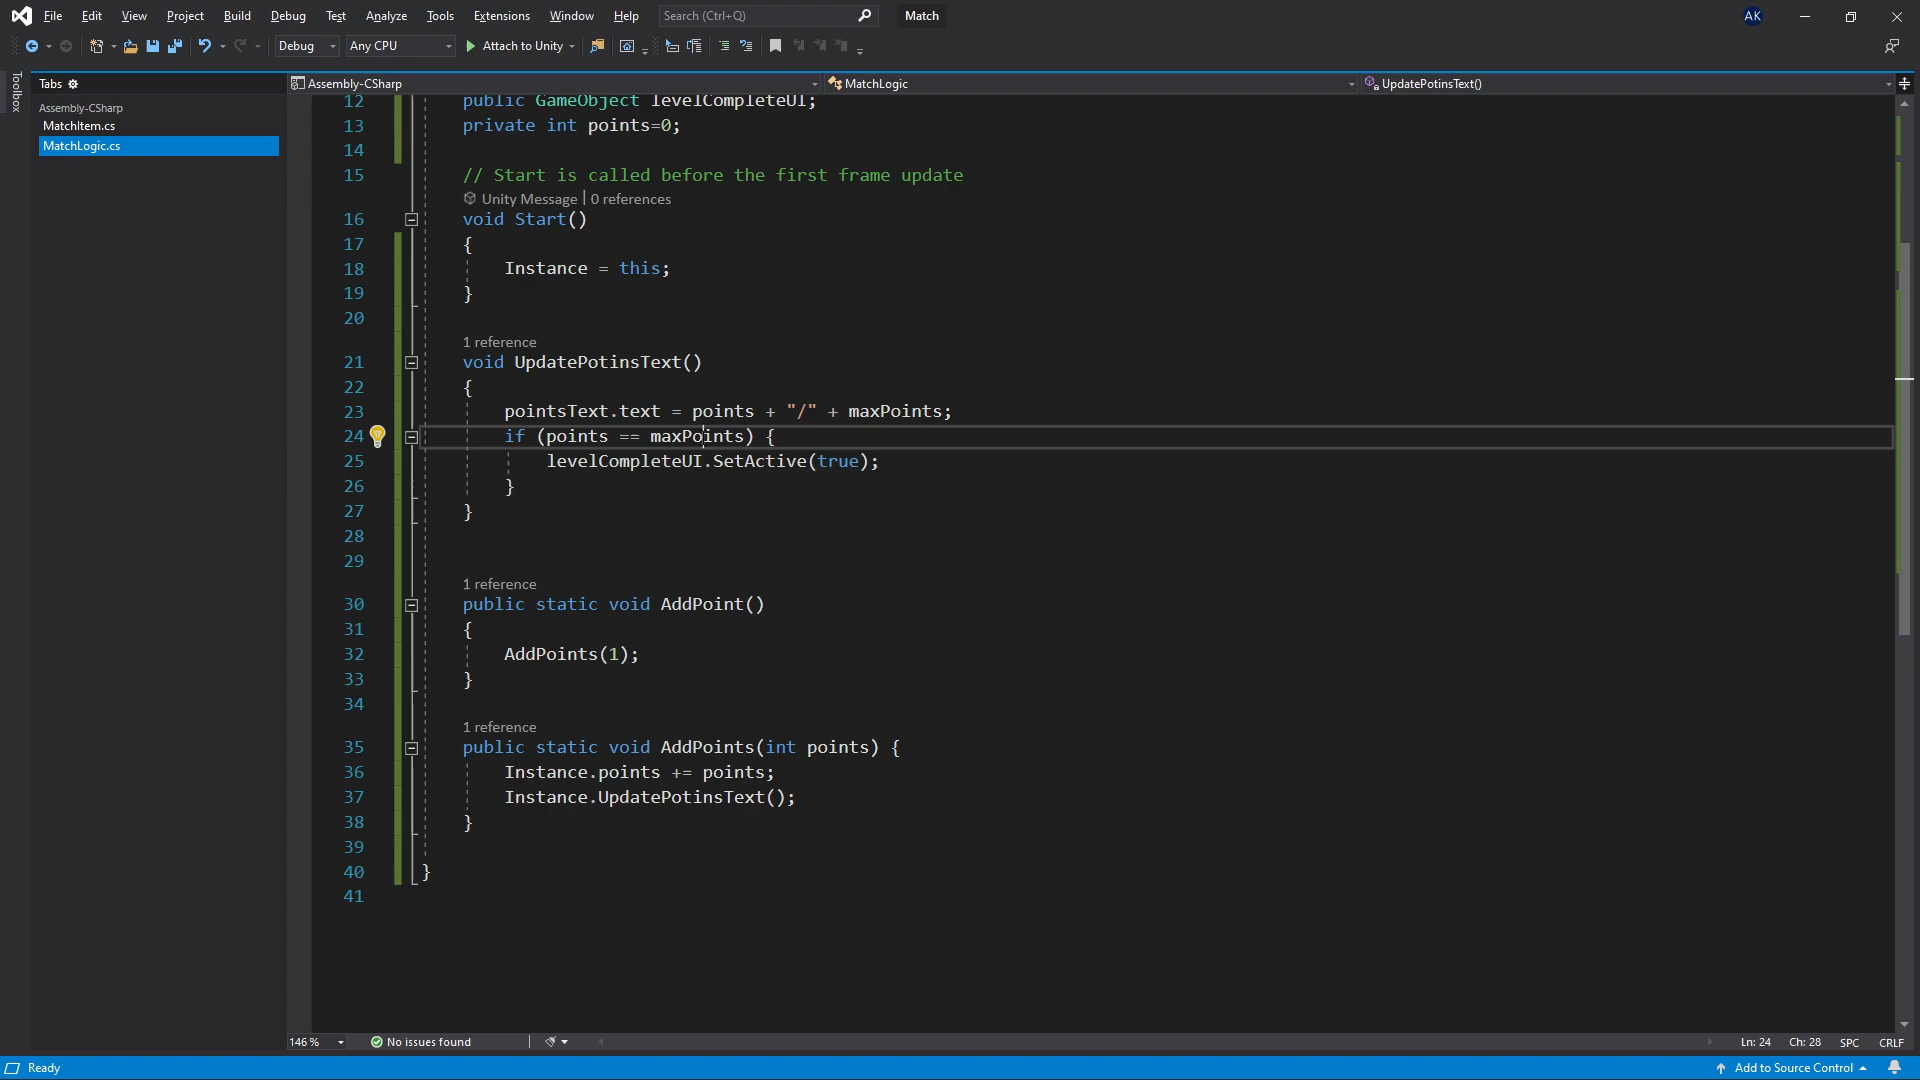 File Edit View Project Build Debug Test Analyze Tools Extensions Window Help Search (Ctrl+Q) Match AK
Debug Any CPU Attach to Unity
Toolbox
Tabs
Assembly-CSharp
MatchItem.cs
MatchLogic.cs
Assembly-CSharp MatchLogic UpdatePotinsText()
12 public GameObject levelCompleteUI;
13 private int points=0;
14
15 // Start is called before the first frame update
Unity Message | 0 references
16 void Start()
17 {
18 Instance = this;
19 }
20
1 reference
21 void UpdatePotinsText()
22 {
23 pointsText.text = points + "/" + maxPoints;
24 if (points == maxPoints) {
25 levelCompleteUI.SetActive(true);
26 }
27 }
28
29
1 reference
30 public static void AddPoint()
31 {
32 AddPoints(1);
33 }
34
1 reference
35 public static void AddPoints(int points) {
36 Instance.points += points;
37 Instance.UpdatePotinsText();
38 }
39
40 }
41
146 % No issues found Ln: 24 Ch: 28 SPC CRLF
Ready Add to Source Control